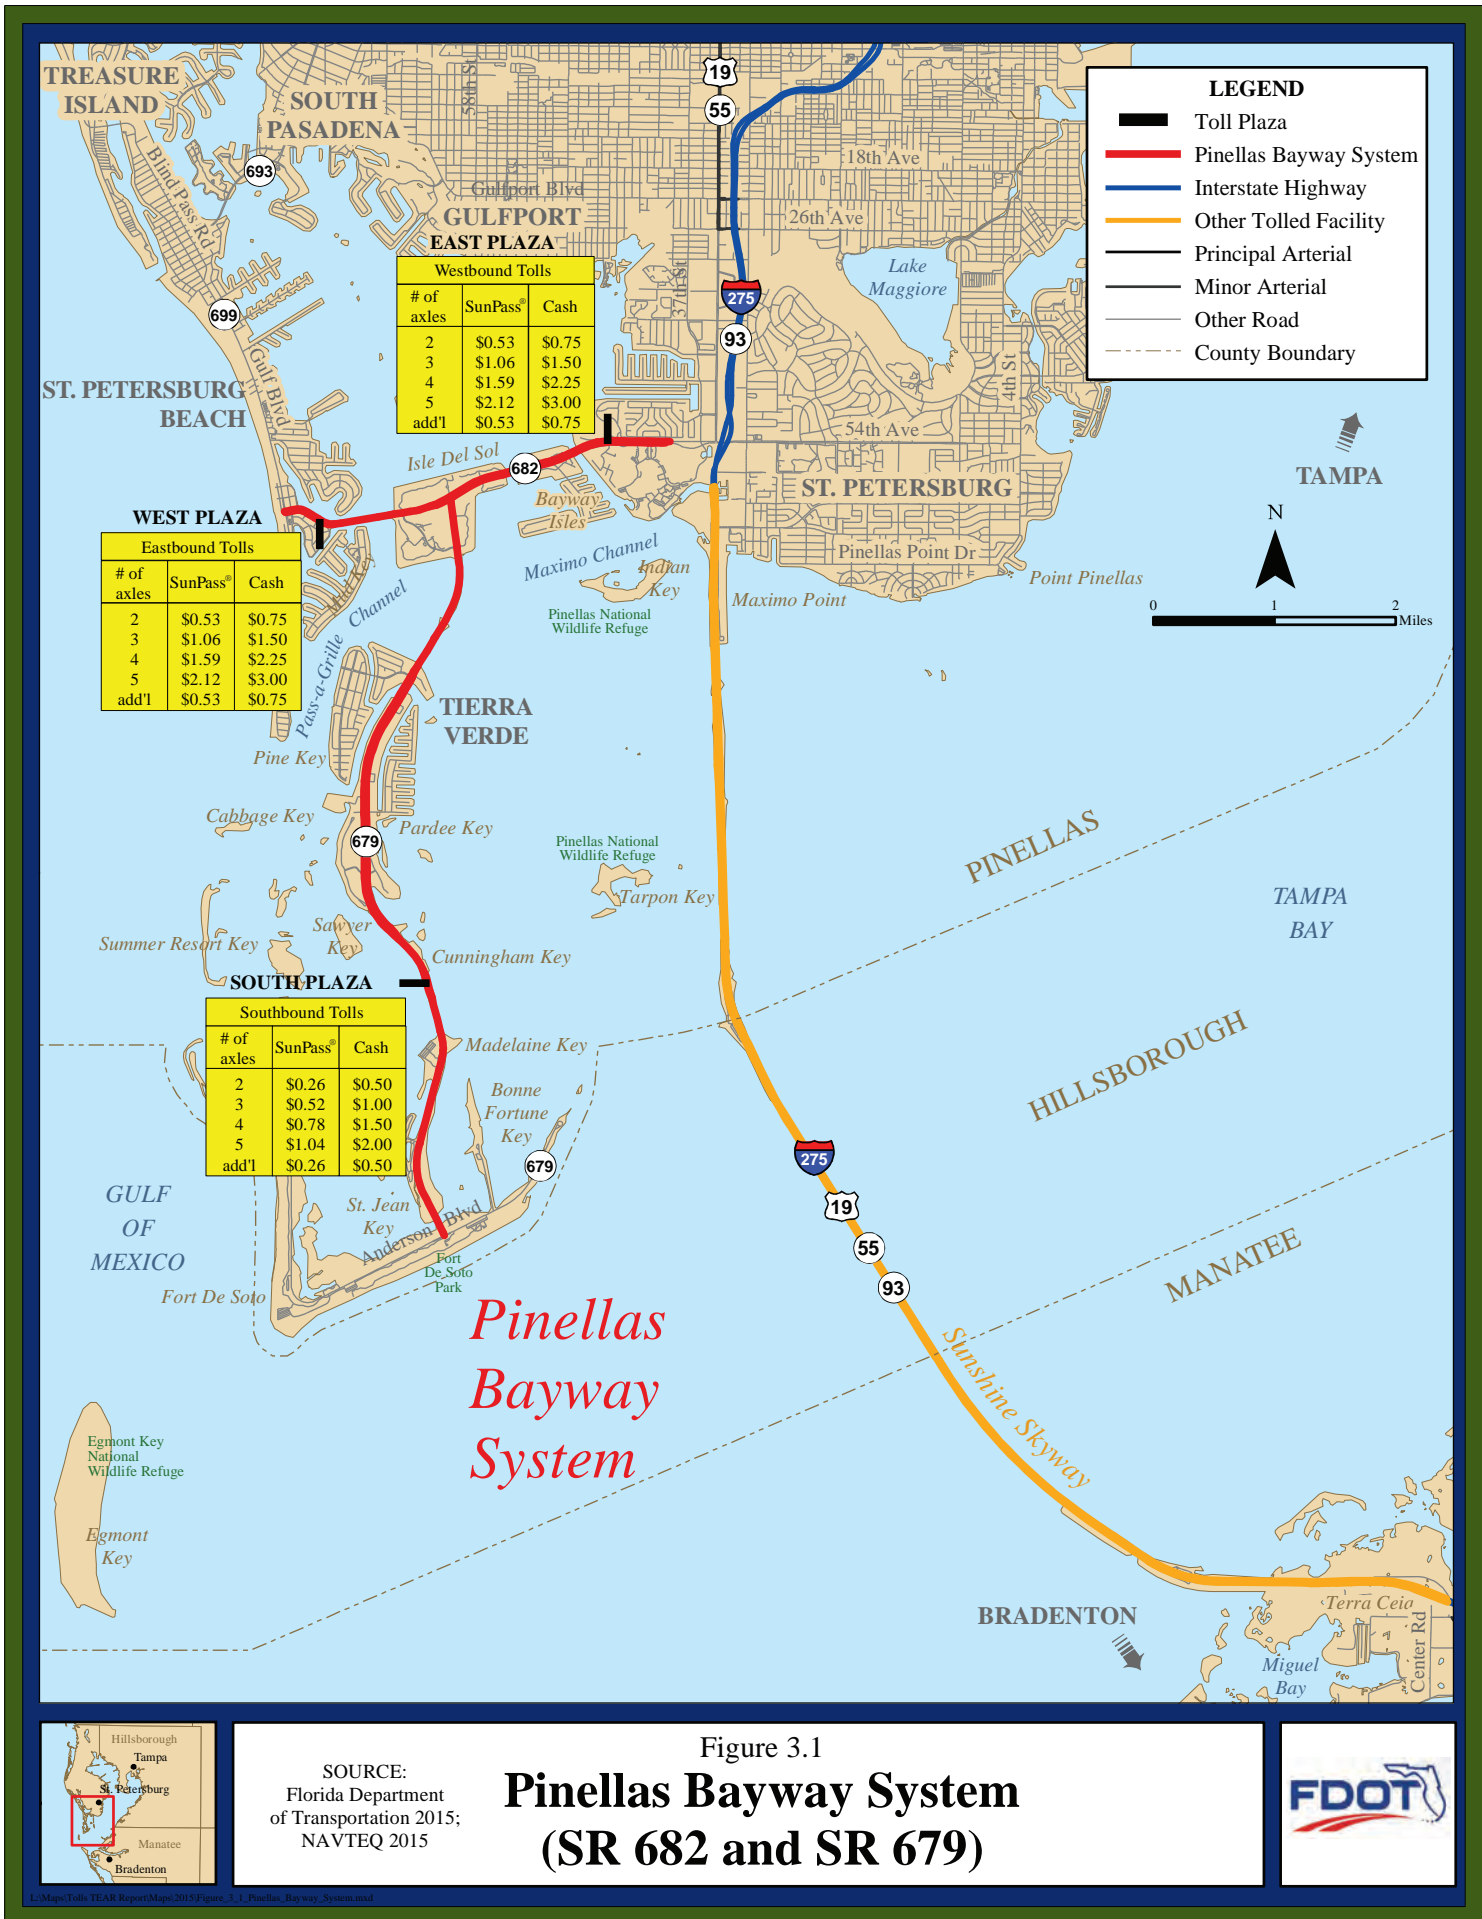 TREASURE
ISLAND
SOUTH
PASADENA
58th St
19
55
693
Blind Pass Rd
Gulfport Blvd
GULFPORT
18th Ave
26th Ave
37th St
Lake
Maggiore
4th St
275
93
699
Gulf Blvd
ST. PETERSBURG
BEACH
LEGEND
Toll Plaza
Pinellas Bayway System
Interstate Highway
Other Tolled Facility
Principal Arterial
Minor Arterial
Other Road
County Boundary
EAST PLAZA
Westbound Tolls
# of axles SunPass® Cash
2 $0.53 $0.75
3 $1.06 $1.50
4 $1.59 $2.25
5 $2.12 $3.00
add'l $0.53 $0.75
54th Ave
Isle Del Sol
682
Bayway
Isles
ST. PETERSBURG
TAMPA
N
0 1 2
Miles
WEST PLAZA
Eastbound Tolls
# of axles SunPass® Cash
2 $0.53 $0.75
3 $1.06 $1.50
4 $1.59 $2.25
5 $2.12 $3.00
add'l $0.53 $0.75
Mud Key
Pass-a-Grille Channel
Maximo Channel
Indian
Key
Pinellas National
Wildlife Refuge
Pinellas Point Dr
Point Pinellas
Maximo Point
TIERRA
VERDE
Pine Key
Cabbage Key
Pardee Key
679
Pinellas National
Wildlife Refuge
Tarpon Key
PINELLAS
TAMPA
BAY
Summer Resort Key
Sawyer
Key
Cunningham Key
SOUTH PLAZA
Southbound Tolls
# of axles SunPass® Cash
2 $0.26 $0.50
3 $0.52 $1.00
4 $0.78 $1.50
5 $1.04 $2.00
add'l $0.26 $0.50
Madelaine Key
Bonne
Fortune
Key
679
HILLSBOROUGH
275
19
55
93
GULF
OF
MEXICO
St. Jean
Key
Anderson Blvd
Fort
De Soto
Park
Fort De Soto
MANATEE
Sunshine Skyway
Pinellas
Bayway
System
Egmont Key
National
Wildlife Refuge
Egmont
Key
BRADENTON
Terra Ceia
Center Rd
Miguel
Bay
Hillsborough
Tampa
St. Petersburg
Manatee
Bradenton
SOURCE:
Florida Department
of Transportation 2015;
NAVTEQ 2015
Figure 3.1
Pinellas Bayway System
(SR 682 and SR 679)
FDOT
L:\Maps\Tolls TEAR Report\Maps\2015\Figure_3_1_Pinellas_Bayway_System.mxd